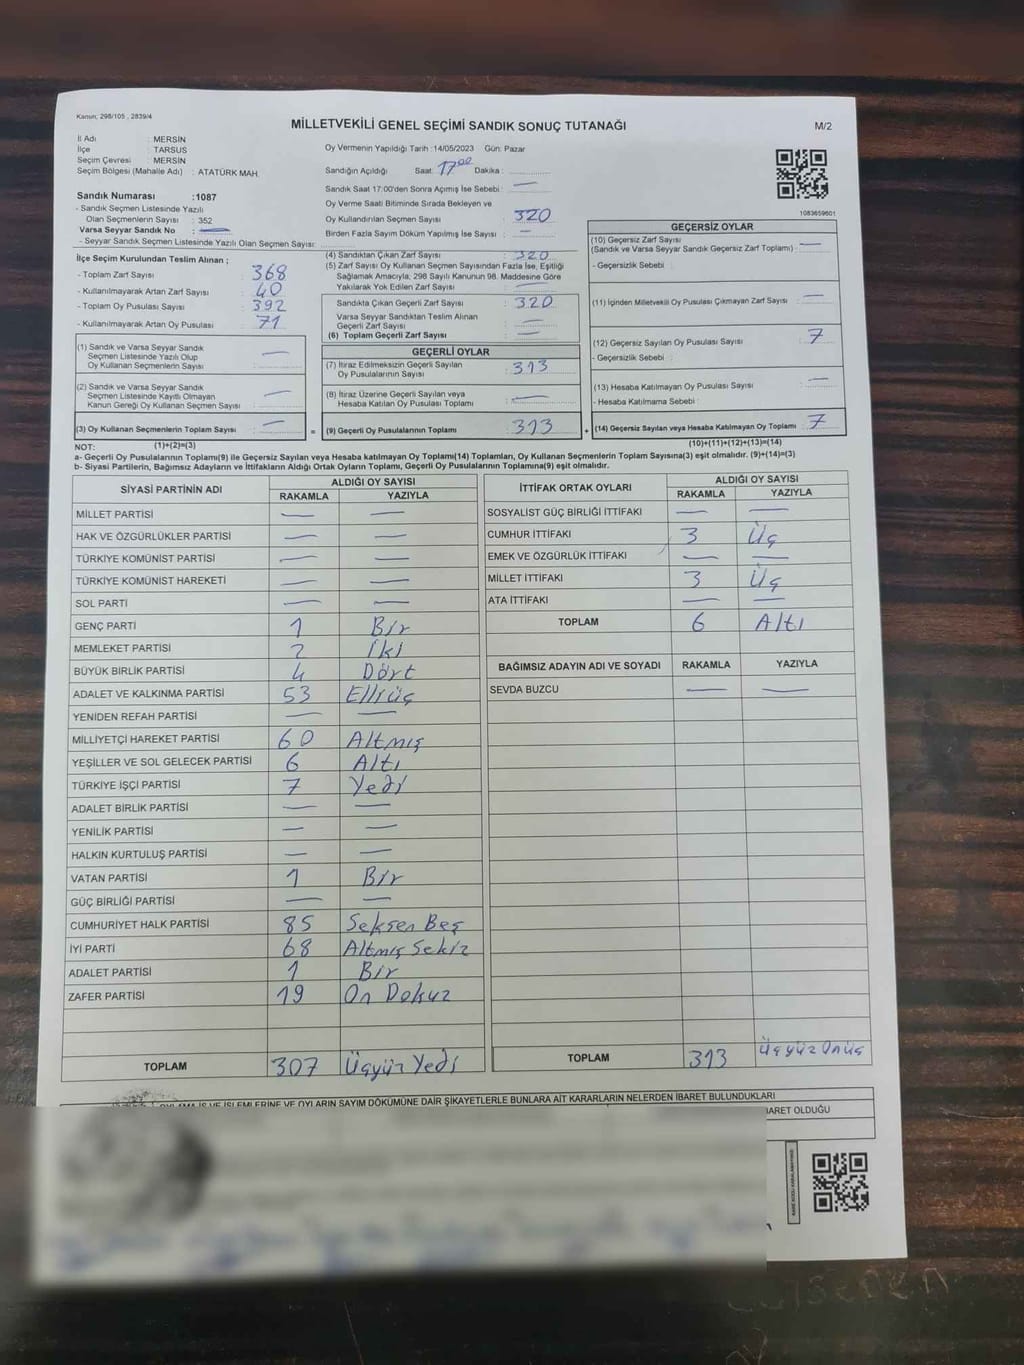 Kanun; 298/105 , 2839/4
MİLLETVEKİLİ GENEL SEÇİMİ SANDIK SONUÇ TUTANAĞI
M/2
İl Adı : MERSİN
İlçe : TARSUS
Seçim Çevresi : MERSİN
Seçim Bölgesi (Mahalle Adı) : ATATÜRK MAH.
Sandık Numarası :1087
- Sandık Seçmen Listesinde Yazılı
Olan Seçmenlerin Sayısı : 352
Varsa Seyyar Sandık No : —
- Seyyar Sandık Seçmen Listesinde Yazılı Olan Seçmen Sayısı:
Oy Vermenin Yapıldığı Tarih :14/05/2023 Gün: Pazar
Sandığın Açıldığı Saat: 17⁰⁰ Dakika :
Sandık Saat 17:00'den Sonra Açımış İse Sebebi : —
Oy Verme Saati Bitiminde Sırada Bekleyen ve
Oy Kullandırılan Seçmen Sayısı : 320
Birden Fazla Sayım Döküm Yapılmış İse Sayısı : —
1083659601
İlçe Seçim Kurulundan Teslim Alınan ;
- Toplam Zarf Sayısı : 368
- Kullanılmayarak Artan Zarf Sayısı : 40
- Toplam Oy Pusulası Sayısı : 392
- Kullanılmayarak Artan Oy Pusulası : 71
(1) Sandık ve Varsa Seyyar Sandık
Seçmen Listesinde Yazılı Olup
Oy Kullanan Seçmenlerin Sayısı : —
(2) Sandık ve Varsa Seyyar Sandık
Seçmen Listesinde Kayıtlı Olmayan
Kanun Gereği Oy Kullanan Seçmen Sayısı : —
(3) Oy Kullanan Seçmenlerin Toplam Sayısı : —
(4) Sandıktan Çıkan Zarf Sayısı : 320
(5) Zarf Sayısı Oy Kullanan Seçmen Sayısından Fazla İse, Eşitliği
Sağlamak Amacıyla, 298 Sayılı Kanunun 98. Maddesine Göre
Yakılarak Yok Edilen Zarf Sayısı :
Sandıkta Çıkan Geçerli Zarf Sayısı : 320
Varsa Seyyar Sandıktan Teslim Alınan
Geçerli Zarf Sayısı : —
(6) Toplam Geçerli Zarf Sayısı : —
GEÇERLİ OYLAR
(7) İtiraz Edilmeksizin Geçerli Sayılan
Oy Pusulalarının Sayısı : 313
(8) İtiraz Üzerine Geçerli Sayılan veya
Hesaba Katılan Oy Pusulası Toplamı : —
= (9) Geçerli Oy Pusulalarının Toplamı : 313
GEÇERSİZ OYLAR
(10) Geçersiz Zarf Sayısı
(Sandık ve Varsa Seyyar Sandık Geçersiz Zarf Toplamı) : —
- Geçersizlik Sebebi :
(11) İçinden Milletvekili Oy Pusulası Çıkmayan Zarf Sayısı : —
(12) Geçersiz Sayılan Oy Pusulası Sayısı : 7
- Geçersizlik Sebebi :
(13) Hesaba Katılmayan Oy Pusulası Sayısı : —
- Hesaba Katılmama Sebebi :
+ (14) Geçersiz Sayılan veya Hesaba Katılmayan Oy Toplamı : 7
NOT: (1)+(2)=(3) (10)+(11)+(12)+(13)=(14)
a- Geçerli Oy Pusulalarının Toplamı(9) ile Geçersiz Sayılan veya Hesaba katılmayan Oy Toplamı(14) Toplamları, Oy Kullanan Seçmenlerin Toplam Sayısına(3) eşit olmalıdır. (9)+(14)=(3)
b- Siyasi Partilerin, Bağımsız Adayların ve İttifakların Aldığı Ortak Oyların Toplamı, Geçerli Oy Pusulalarının Toplamına(9) eşit olmalıdır.
SİYASİ PARTİNİN ADI ALDIĞI OY SAYISI
RAKAMLA YAZIYLA
MİLLET PARTİSİ — —
HAK VE ÖZGÜRLÜKLER PARTİSİ — —
TÜRKİYE KOMÜNİST PARTİSİ — —
TÜRKİYE KOMÜNİST HAREKETİ — —
SOL PARTİ — —
GENÇ PARTİ 1 Bir
MEMLEKET PARTİSİ 2 İki
BÜYÜK BİRLİK PARTİSİ 4 Dört
ADALET VE KALKINMA PARTİSİ 53 Elliüç
YENİDEN REFAH PARTİSİ — —
MİLLİYETÇİ HAREKET PARTİSİ 60 Altmış
YEŞİLLER VE SOL GELECEK PARTİSİ 6 Altı
TÜRKİYE İŞÇİ PARTİSİ 7 Yedi
ADALET BİRLİK PARTİSİ — —
YENİLİK PARTİSİ — —
HALKIN KURTULUŞ PARTİSİ — —
VATAN PARTİSİ 1 Bir
GÜÇ BİRLİĞİ PARTİSİ — —
CUMHURİYET HALK PARTİSİ 85 Seksen Beş
İYİ PARTİ 68 Altmış Sekiz
ADALET PARTİSİ 1 Bir
ZAFER PARTİSİ 19 On Dokuz
TOPLAM 307 Üçyüz Yedi
İTTİFAK ORTAK OYLARI ALDIĞI OY SAYISI
RAKAMLA YAZIYLA
SOSYALİST GÜÇ BİRLİĞİ İTTİFAKI — —
CUMHUR İTTİFAKI 3 Üç
EMEK VE ÖZGÜRLÜK İTTİFAKI — —
MİLLET İTTİFAKI 3 Üç
ATA İTTİFAKI — —
TOPLAM 6 Altı
BAĞIMSIZ ADAYIN ADI VE SOYADI RAKAMLA YAZIYLA
SEVDA BUZCU — —
TOPLAM 313 Üçyüz Onüç
OYLAMA İŞ VE İŞLEMLERİNE VE OYLARIN SAYIM DÖKÜMÜNE DAİR ŞİKAYETLERLE BUNLARA AİT KARARLARIN NELERDEN İBARET BULUNDUKLARI
BARET OLDUĞU